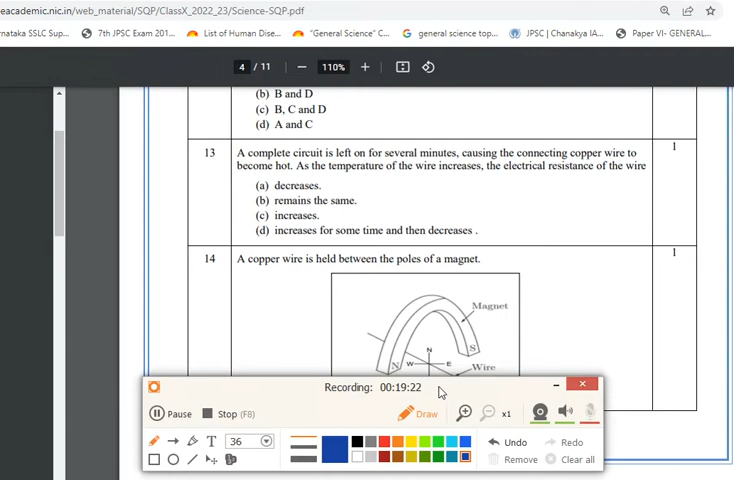 eacademic.nic.in/web_material/SQP/ClassX_2022_23/Science-SQP.pdf
rnataka SSLC Sup...
7th JPSC Exam 201...
List of Human Dise...
"General Science" C...
general science top...
JPSC | Chanakya IA...
Paper VI- GENERAL...
4 / 11
110%
(b) B and D
(c) B, C and D
(d) A and C
13
A complete circuit is left on for several minutes, causing the connecting copper wire to
become hot. As the temperature of the wire increases, the electrical resistance of the wire
1
(a) decreases.
(b) remains the same.
(c) increases.
(d) increases for some time and then decreases .
14
A copper wire is held between the poles of a magnet.
1
Magnet
N
S
N
W
E
Wire
Recording: 00:19:22
Pause
Stop (F8)
Draw
x1
T
36
Undo
Redo
Remove
Clear all